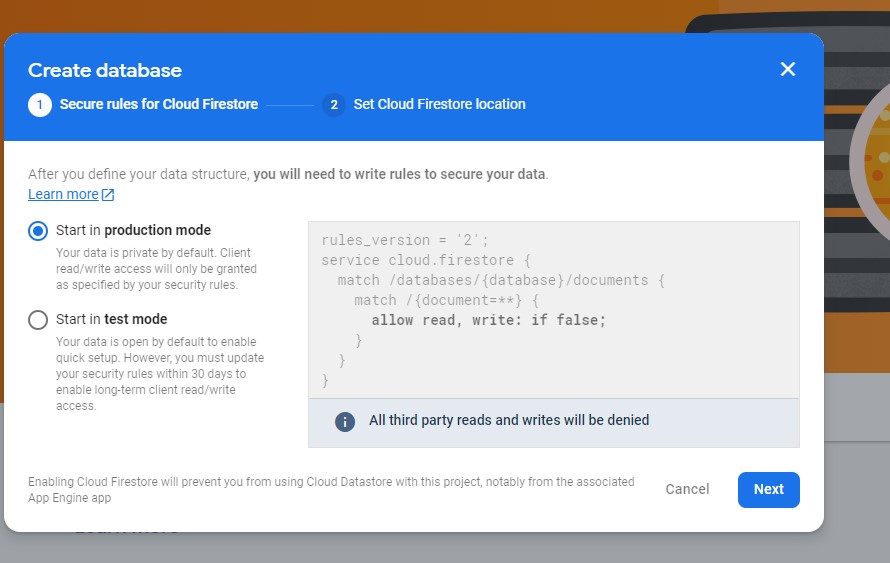 Create database
1 Secure rules for Cloud Firestore 2 Set Cloud Firestore location
After you define your data structure, you will need to write rules to secure your data.
Learn more
Start in production mode
Your data is private by default. Client
read/write access will only be granted
as specified by your security rules.
Start in test mode
Your data is open by default to enable
quick setup. However, you must update
your security rules within 30 days to
enable long-term client read/write
access.
rules_version = '2';
service cloud.firestore {
match /databases/{database}/documents {
match /{document=**} {
allow read, write: if false;
}
}
}
All third party reads and writes will be denied
Enabling Cloud Firestore will prevent you from using Cloud Datastore with this project, notably from the associated
App Engine app
Cancel
Next